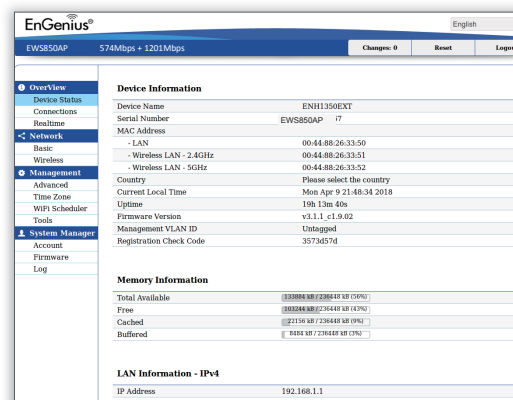 EnGenius®
English
EWS850AP 574Mbps + 1201Mbps Changes: 0 Reset
OverView
Device Status
Connections
Realtime
Network
Basic
Wireless
Management
Advanced
Time Zone
WiFi Scheduler
Tools
System Manager
Account
Firmware
Log
Device Information
Device Name ENH1350EXT
Serial Number EWS850AP i7
MAC Address
- LAN 00:44:88:26:33:50
- Wireless LAN - 2.4GHz 00:44:88:26:33:51
- Wireless LAN - 5GHz 00:44:88:26:33:52
Country Please select the country
Current Local Time Mon Apr 9 21:48:34 2018
Uptime 19h 13m 40s
Firmware Version v3.1.1_c1.9.02
Management VLAN ID Untagged
Registration Check Code 3573d57d
Memory Information
Total Available 133884 kB / 236448 kB (56%)
Free 103244 kB / 236448 kB (43%)
Cached 22156 kB / 236448 kB (9%)
Buffered 8484 kB / 236448 kB (3%)
LAN Information - IPv4
IP Address 192.168.1.1